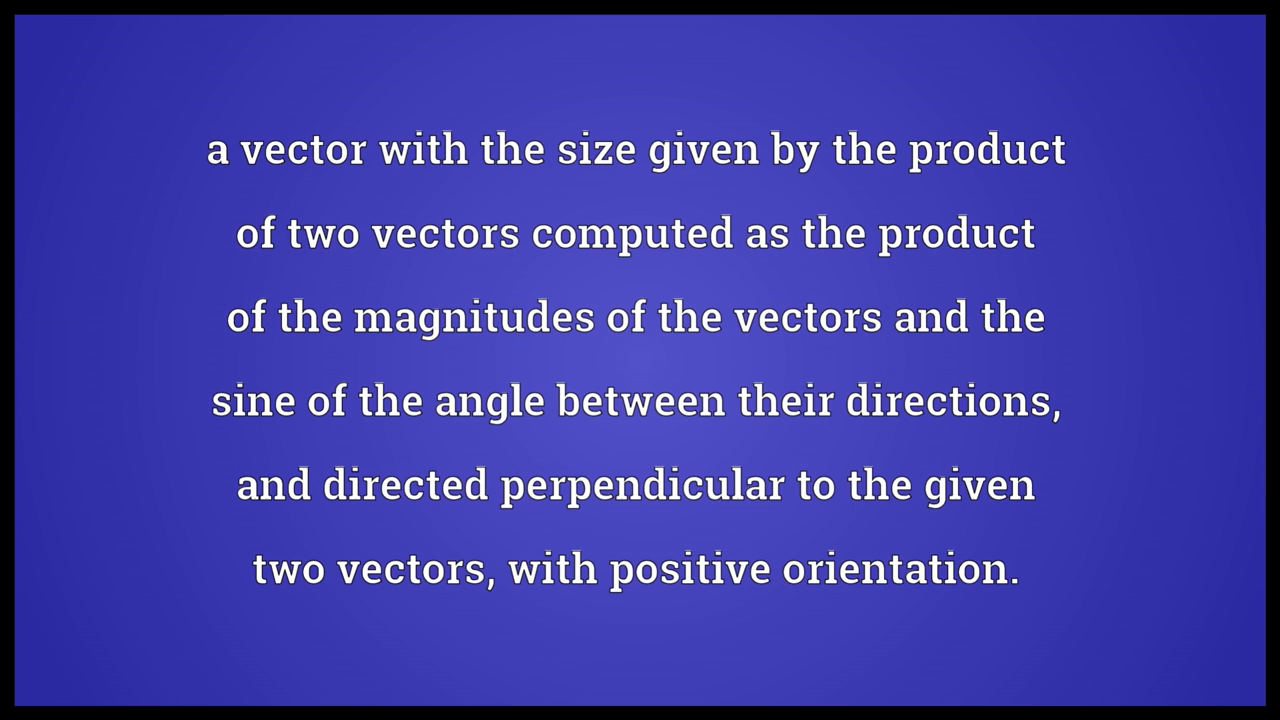 a vector with the size given by the product
of two vectors computed as the product
of the magnitudes of the vectors and the
sine of the angle between their directions,
and directed perpendicular to the given
two vectors, with positive orientation.